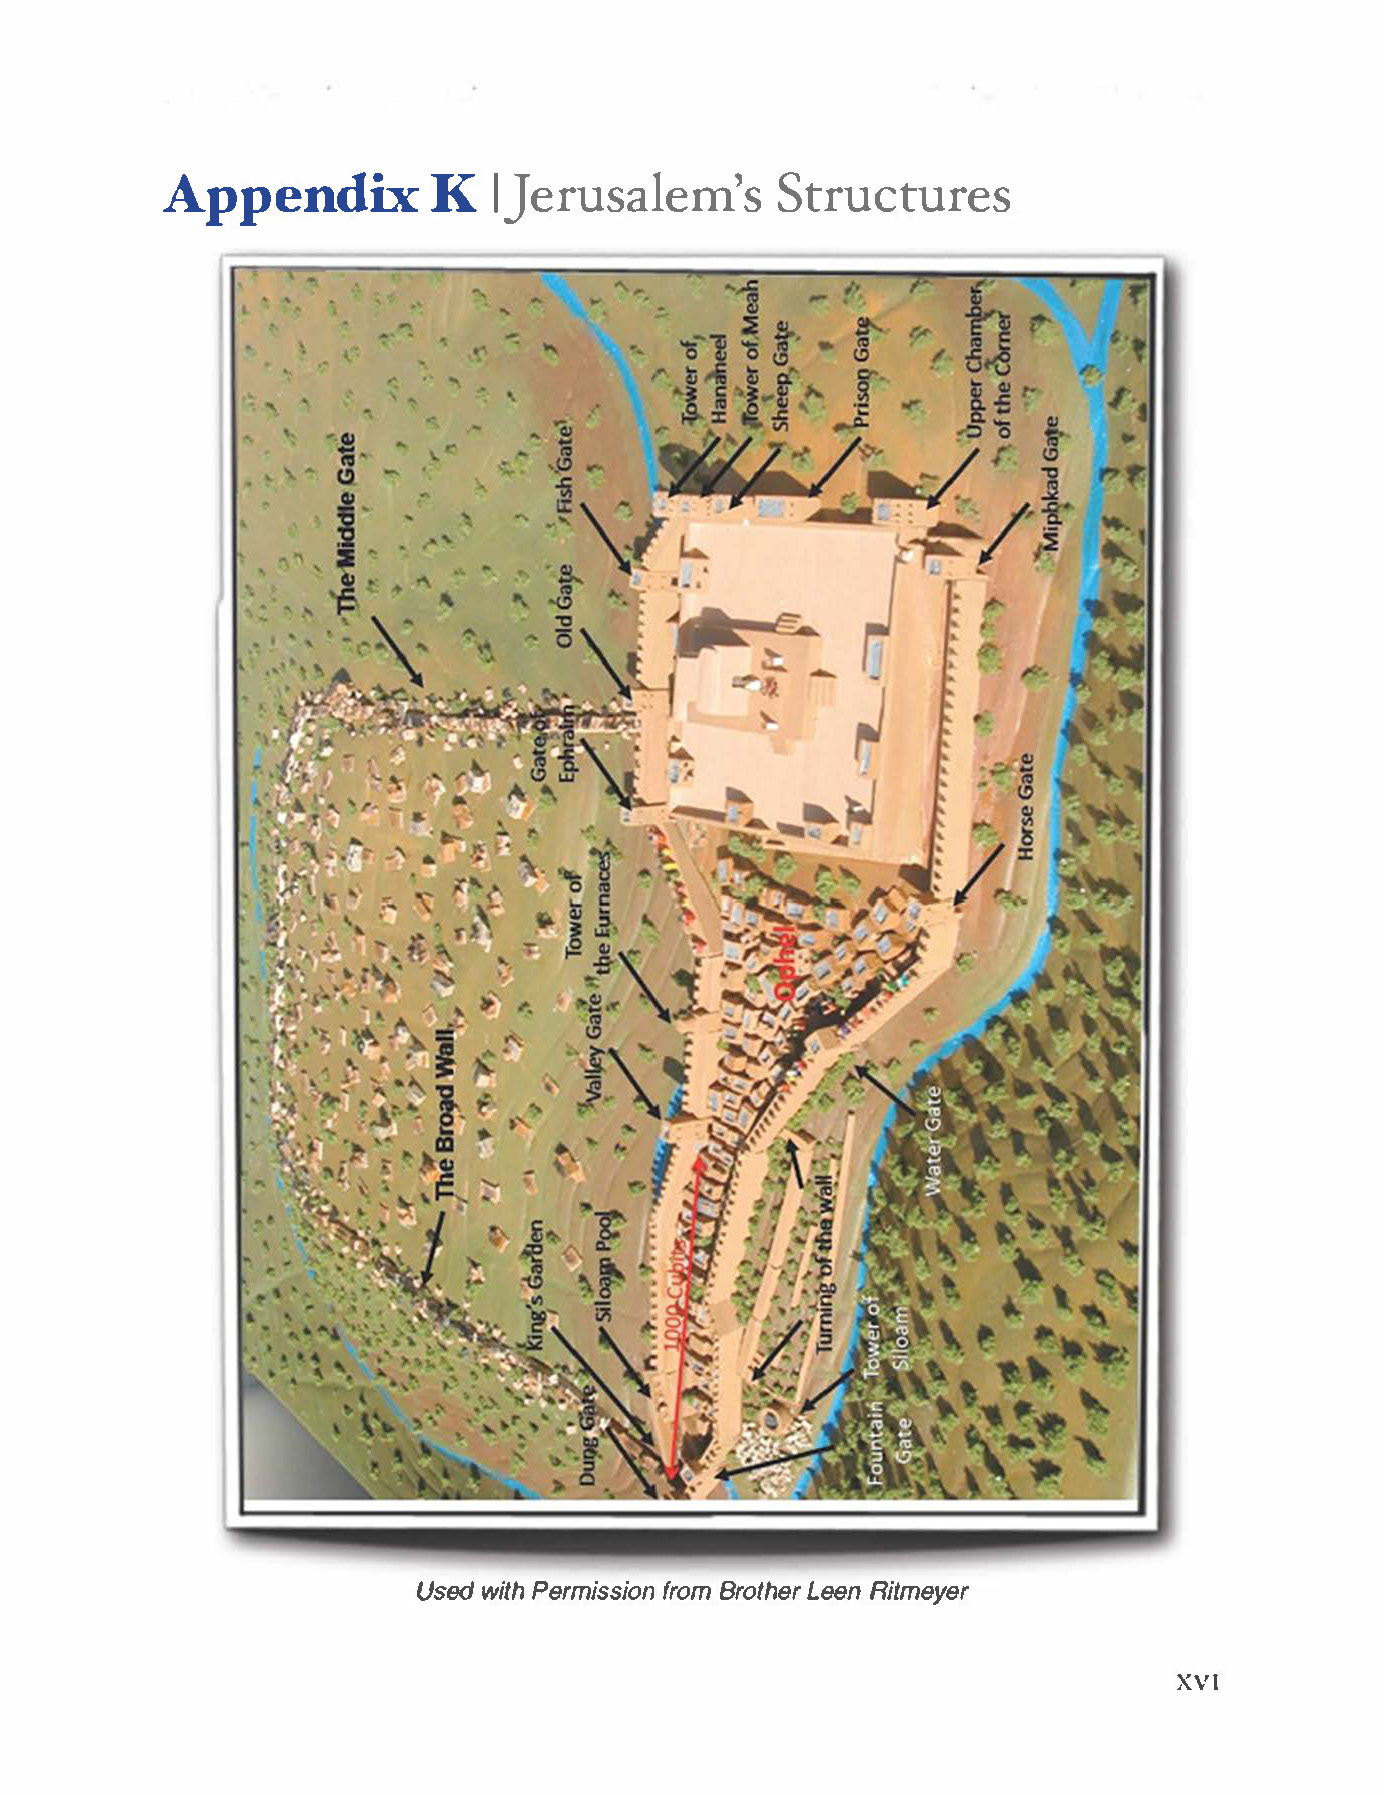 Appendix K | Jerusalem's Structures
The Middle Gate
The Broad Wall
Fish Gate
Old Gate
Gate of
Ephraim
Tower of
the Furnaces
Valley Gate
King's Garden
Siloam Pool
Dung Gate
Tower of
Hananeel
Tower of Meah
Sheep Gate
Prison Gate
Upper Chamber
of the Corner
Miphkad Gate
Horse Gate
Ophel
1000 Cubits
Water Gate
Turning of the wall
Tower of
Siloam
Fountain
Gate
Used with Permission from Brother Leen Ritmeyer
XVI